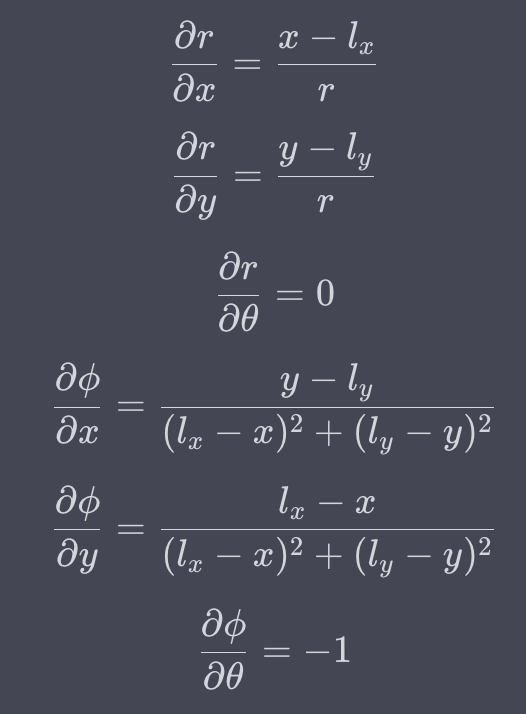 ∂r/∂x = (x − l_x)/r
∂r/∂y = (y − l_y)/r
∂r/∂θ = 0
∂ϕ/∂x = (y − l_y)/((l_x − x)² + (l_y − y)²)
∂ϕ/∂y = (l_x − x)/((l_x − x)² + (l_y − y)²)
∂ϕ/∂θ = −1